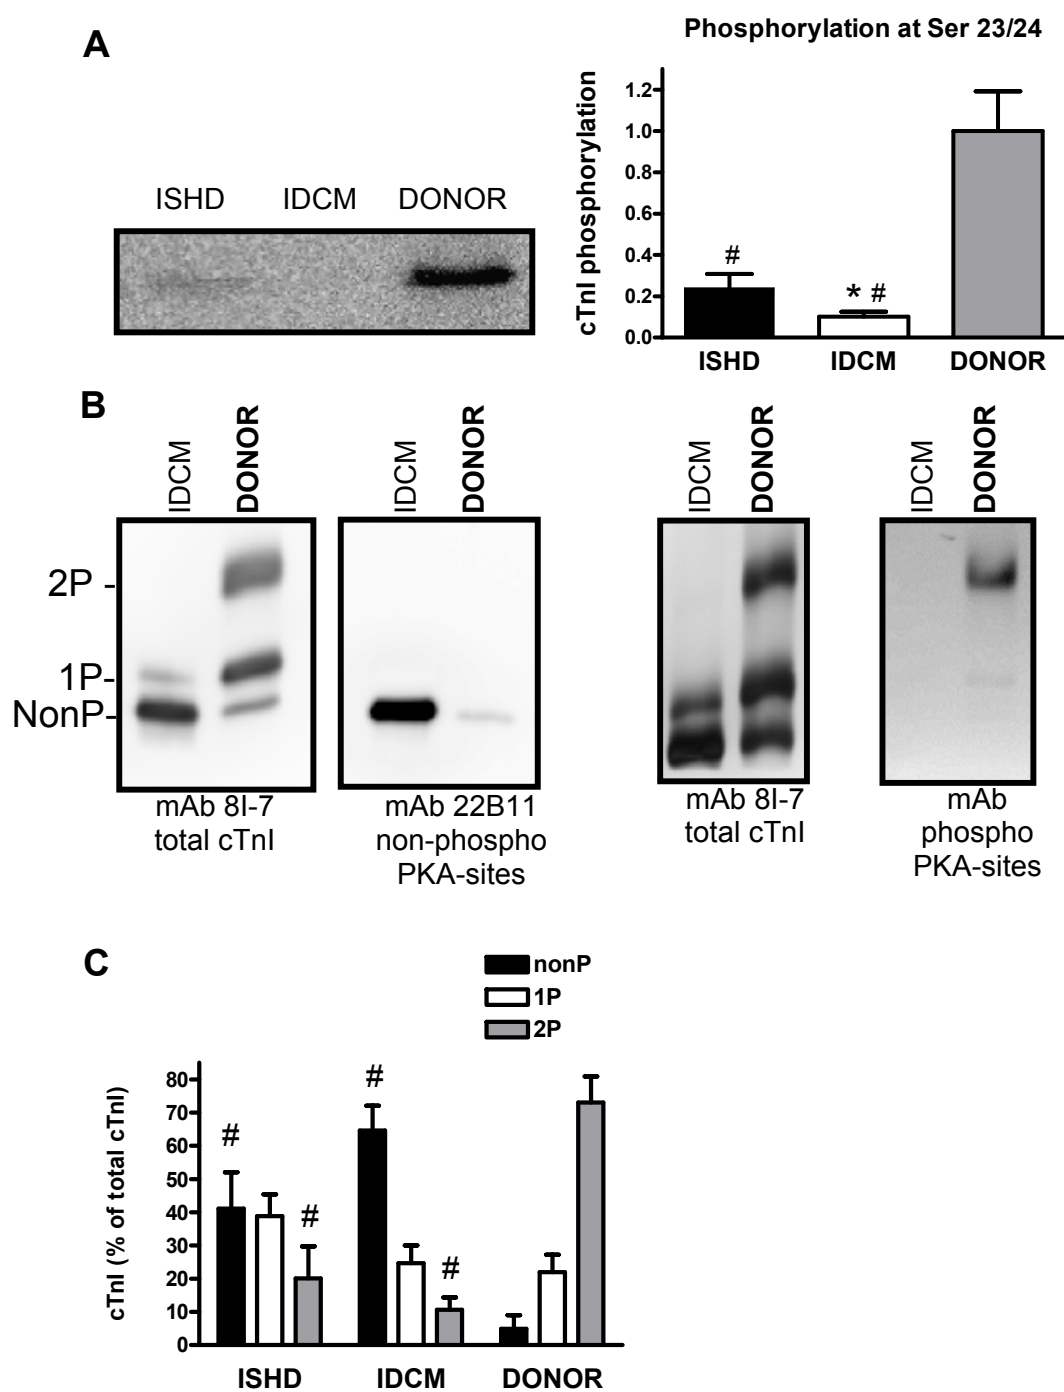 A
Phosphorylation at Ser 23/24
ISHD IDCM DONOR
cTnI phosphorylation
1.2
1.0
0.8
0.6
0.4
0.2
0.0
#
* #
ISHD IDCM DONOR
B
IDCM DONOR IDCM DONOR IDCM DONOR IDCM DONOR
2P -
1P-
NonP-
mAb 8I-7
total cTnI
mAb 22B11
non-phospho
PKA-sites
mAb 8I-7
total cTnI
mAb
phospho
PKA-sites
C
nonP
1P
2P
cTnI (% of total cTnI)
80
70
60
50
40
30
20
10
0
#
#
#
#
ISHD IDCM DONOR